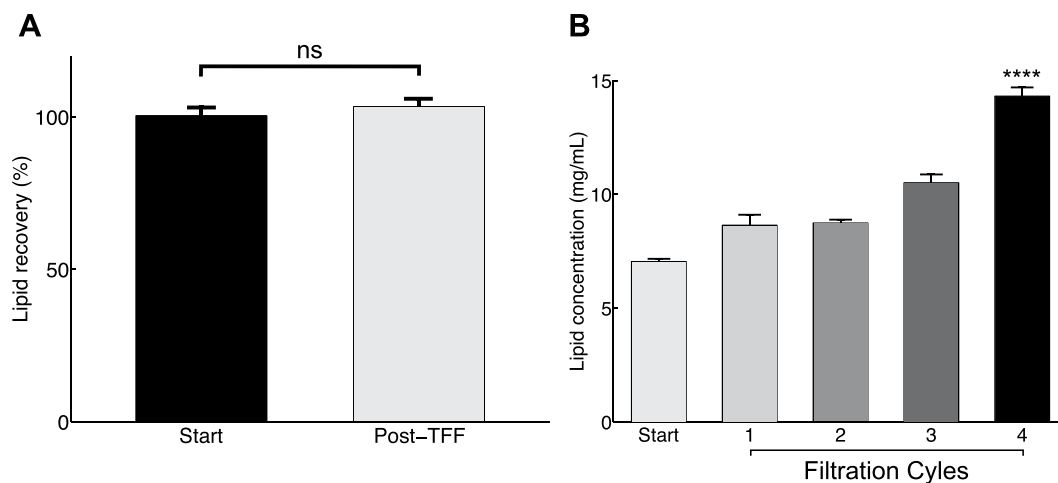 A
ns
Lipid recovery (%)
100
50
0
Start
Post–TFF
B
****
Lipid concentration (mg/mL)
15
10
5
0
Start
1
2
3
4
Filtration Cyles